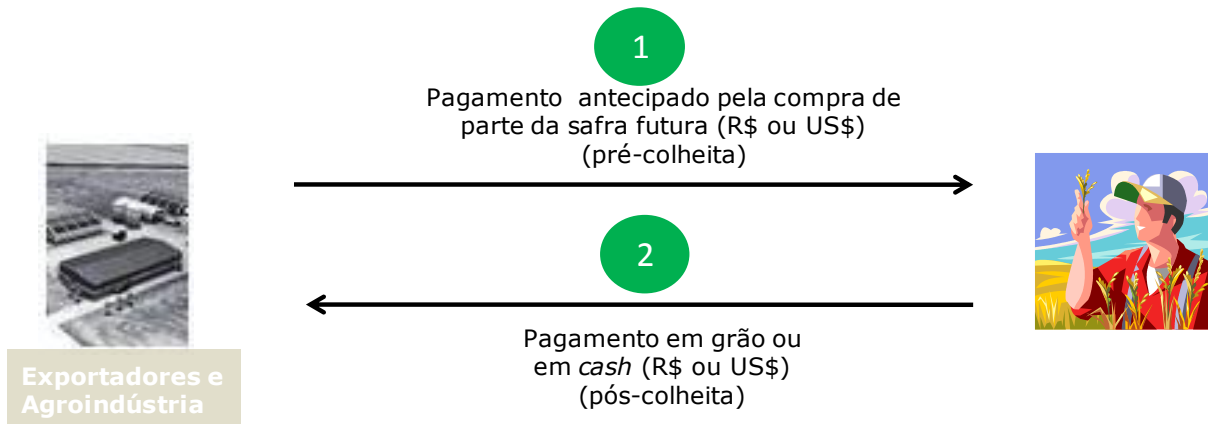 1
Pagamento antecipado pela compra de
parte da safra futura (R$ ou US$)
(pré-colheita)
2
Pagamento em grão ou
em cash (R$ ou US$)
(pós-colheita)
Exportadores e
Agroindústria